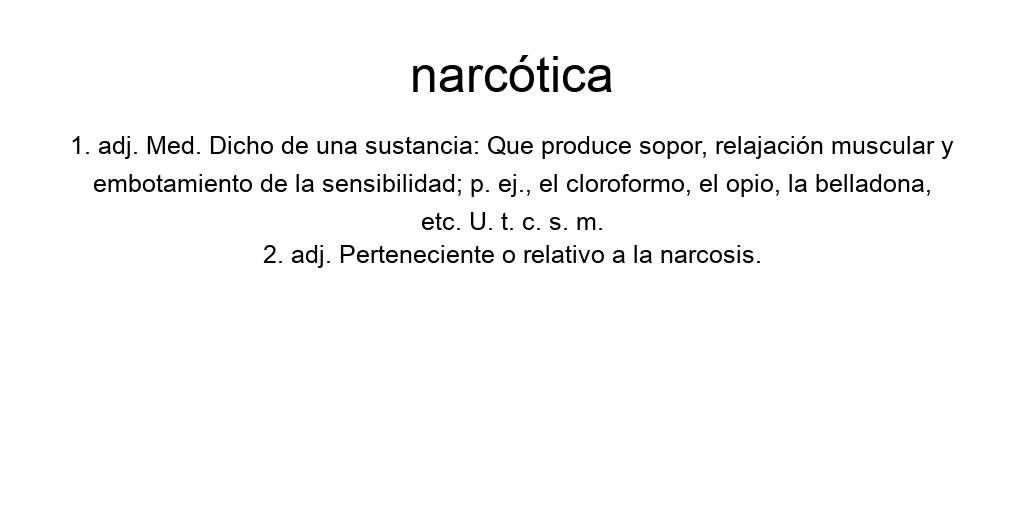 narcótica
1. adj. Med. Dicho de una sustancia: Que produce sopor, relajación muscular y
embotamiento de la sensibilidad; p. ej., el cloroformo, el opio, la belladona,
etc. U. t. c. s. m.
2. adj. Perteneciente o relativo a la narcosis.